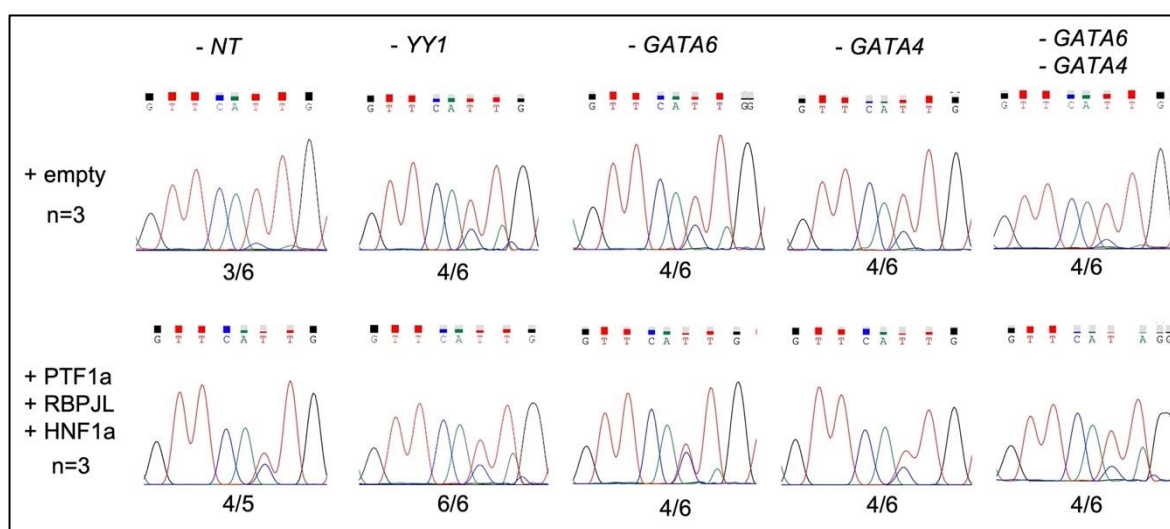 - NT
- YY1
- GATA6
- GATA4
- GATA6
- GATA4
G T T C A T T G
G T T C A T T G
G T T C A T T GG
G T T C A T T G
G T T C A T T G
+ empty
n=3
3/6
4/6
4/6
4/6
4/6
G T T C A T T G
G T T C A T T G
G T T C A T T G
G T T C A T T G
G T T C A T A G G
+ PTF1a
+ RBPJL
+ HNF1a
n=3
4/5
6/6
4/6
4/6
4/6